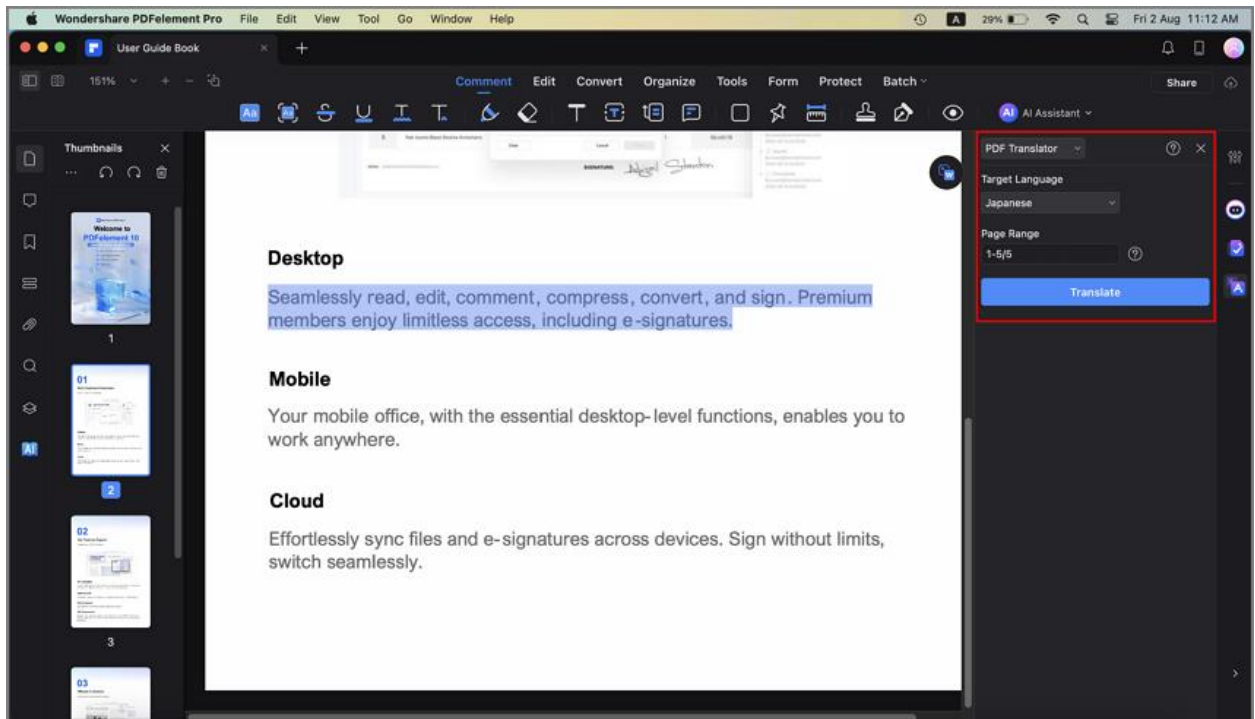 Wondershare PDFelement Pro File Edit View Tool Go Window Help A 29% Fri 2 Aug 11:12 AM
User Guide Book × +
151% + − Comment Edit Convert Organize Tools Form Protect Batch Share
AI AI Assistant
Thumbnails
PDF Translator
Target Language
Japanese
Page Range
1-5/5
Translate
SIGNATURE:
Desktop
Seamlessly read, edit, comment, compress, convert, and sign. Premium
members enjoy limitless access, including e-signatures.
Mobile
Your mobile office, with the essential desktop-level functions, enables you to
work anywhere.
Cloud
Effortlessly sync files and e-signatures across devices. Sign without limits,
switch seamlessly.
Welcome to
PDFelement 10
1
01
2
02
3
03
AI